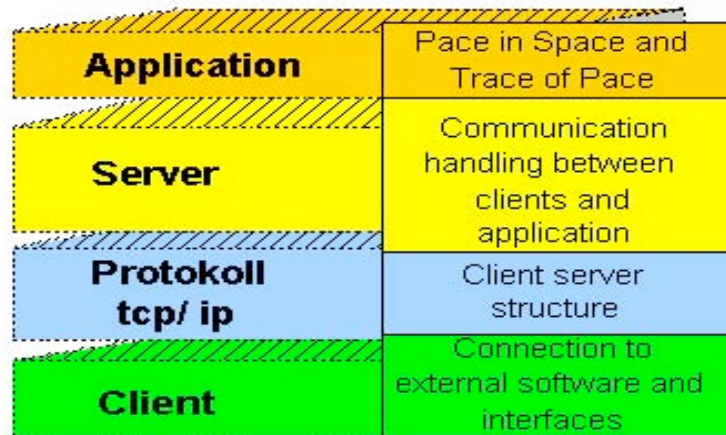 Application
Pace in Space and
Trace of Pace
Server
Communication
handling between
clients and
application
Protokoll
tcp/ ip
Client server
structure
Client
Connection to
external software and
interfaces